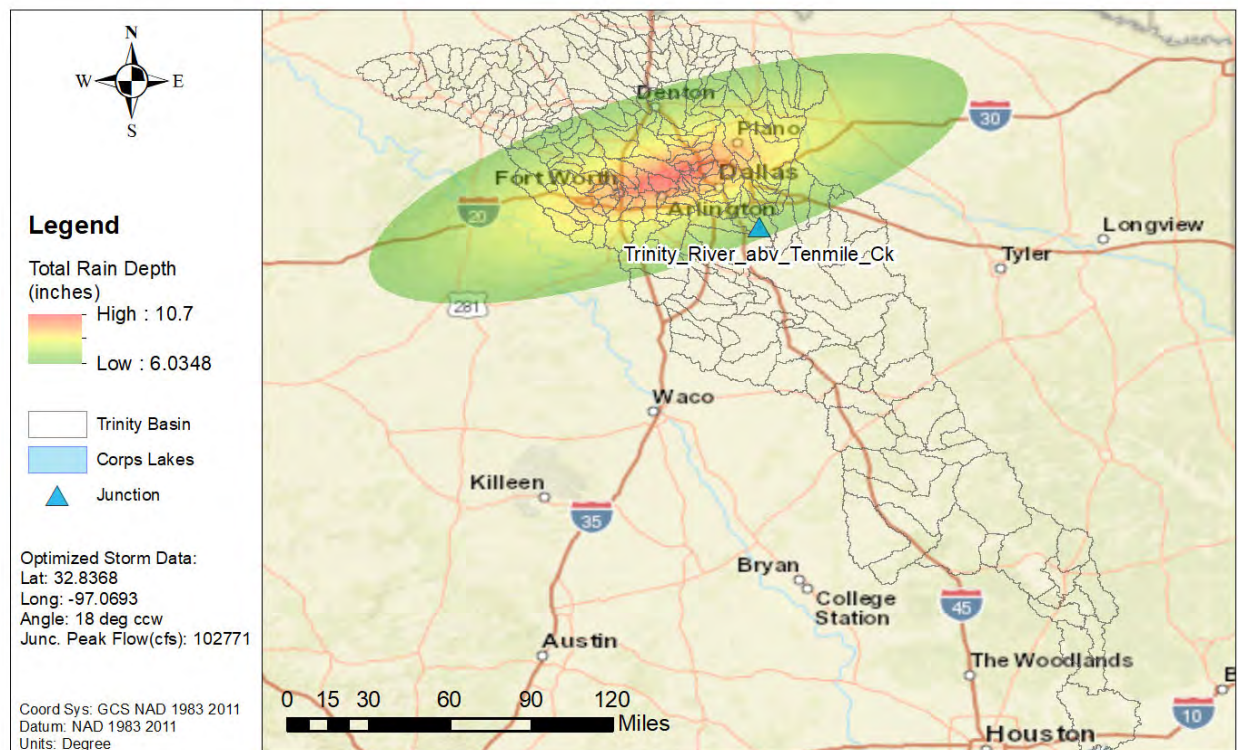 N
W
E
S
Legend
Total Rain Depth
(inches)
High : 10.7
Low : 6.0348
Trinity Basin
Corps Lakes
Junction
Optimized Storm Data:
Lat: 32.8368
Long: -97.0693
Angle: 18 deg ccw
Junc. Peak Flow(cfs): 102771
Coord Sys: GCS NAD 1983 2011
Datum: NAD 1983 2011
Units: Degree
Denton
30
Plano
Fort Worth
Dallas
20
Arlington
Longview
Trinity_River_abv_Tenmile_Ck
Tyler
281
Waco
Killeen
35
Bryan
College
Station
45
Austin
The Woodlands
10
Houston
0 15 30 60 90 120
Miles